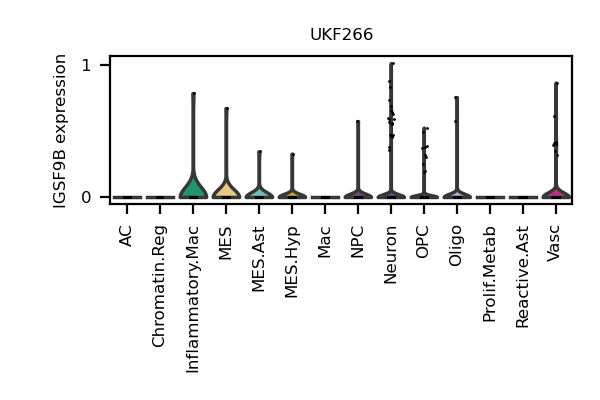 UKF266
IGSF9B expression
1
0
AC
Chromatin.Reg
Inflammatory.Mac
MES
MES.Ast
MES.Hyp
Mac
NPC
Neuron
OPC
Oligo
Prolif.Metab
Reactive.Ast
Vasc